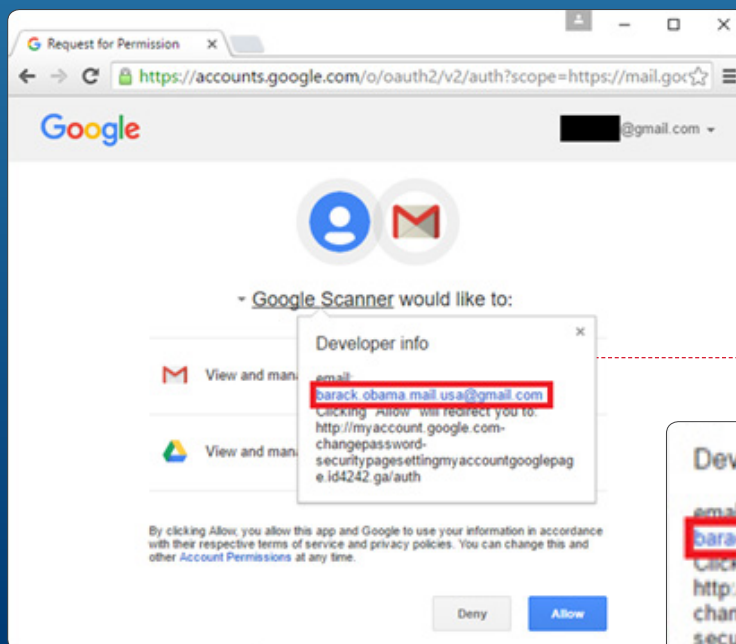 Request for Permission
https://accounts.google.com/o/oauth2/v2/auth?scope=https://mail.goo
Google
@gmail.com
Google Scanner would like to:
Developer info
View and man
email:
barack.obama.mail.usa@gmail.com
Clicking "Allow" will redirect you to:
http://myaccount.google.com-
changepassword-
View and man
securitypagesettingmyaccountgooglepag
e.id4242.ga/auth
By clicking Allow, you allow this app and Google to use your information in accordance
with their respective terms of service and privacy policies. You can change this and
other Account Permissions at any time.
Deny
Allow
Dev
email
bara
Click
http:
chan
secu